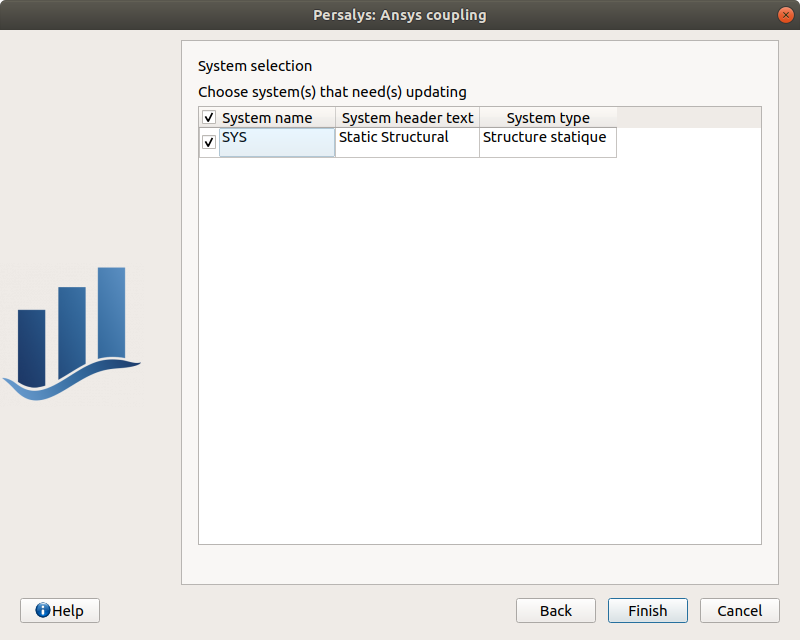 Persalys: Ansys coupling
System selection
Choose system(s) that need(s) updating
System name System header text System type
SYS Static Structural Structure statique
Help Back Finish Cancel